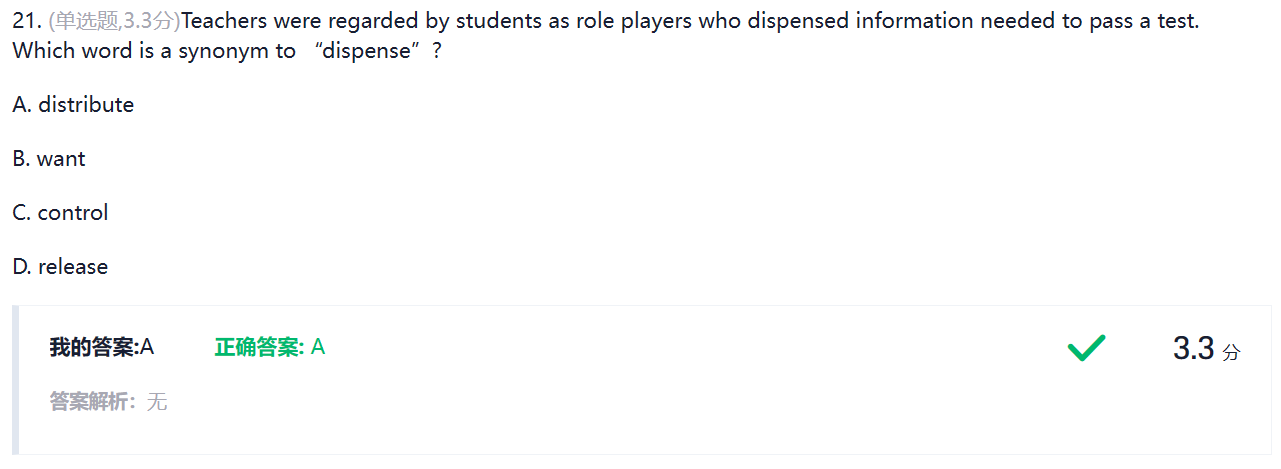 21. (单选题,3.3分)Teachers were regarded by students as role players who dispensed information needed to pass a test.
Which word is a synonym to “dispense”?
A. distribute
B. want
C. control
D. release
我的答案:A 正确答案: A 3.3 分
答案解析：无